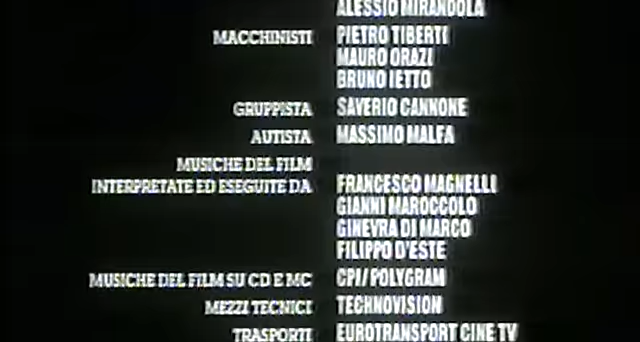 ALESSIO MIRANDOLA
MACCHINISTI PIETRO TIBERTI
MAURO ORAZI
BRUNO IETTO
GRUPPISTA SAVERIO CANNONE
AUTISTA MASSIMO MALFA
MUSICHE DEL FILM
INTERPRETATE ED ESEGUITE DA FRANCESCO MAGNELLI
GIANNI MAROCCOLO
GINEVRA DI MARCO
FILIPPO D'ESTE
MUSICHE DEL FILM SU CD E MC CPI/POLYGRAM
MEZZI TECNICI TECHNOVISION
TRASPORTI EUROTRANSPORT CINE TV